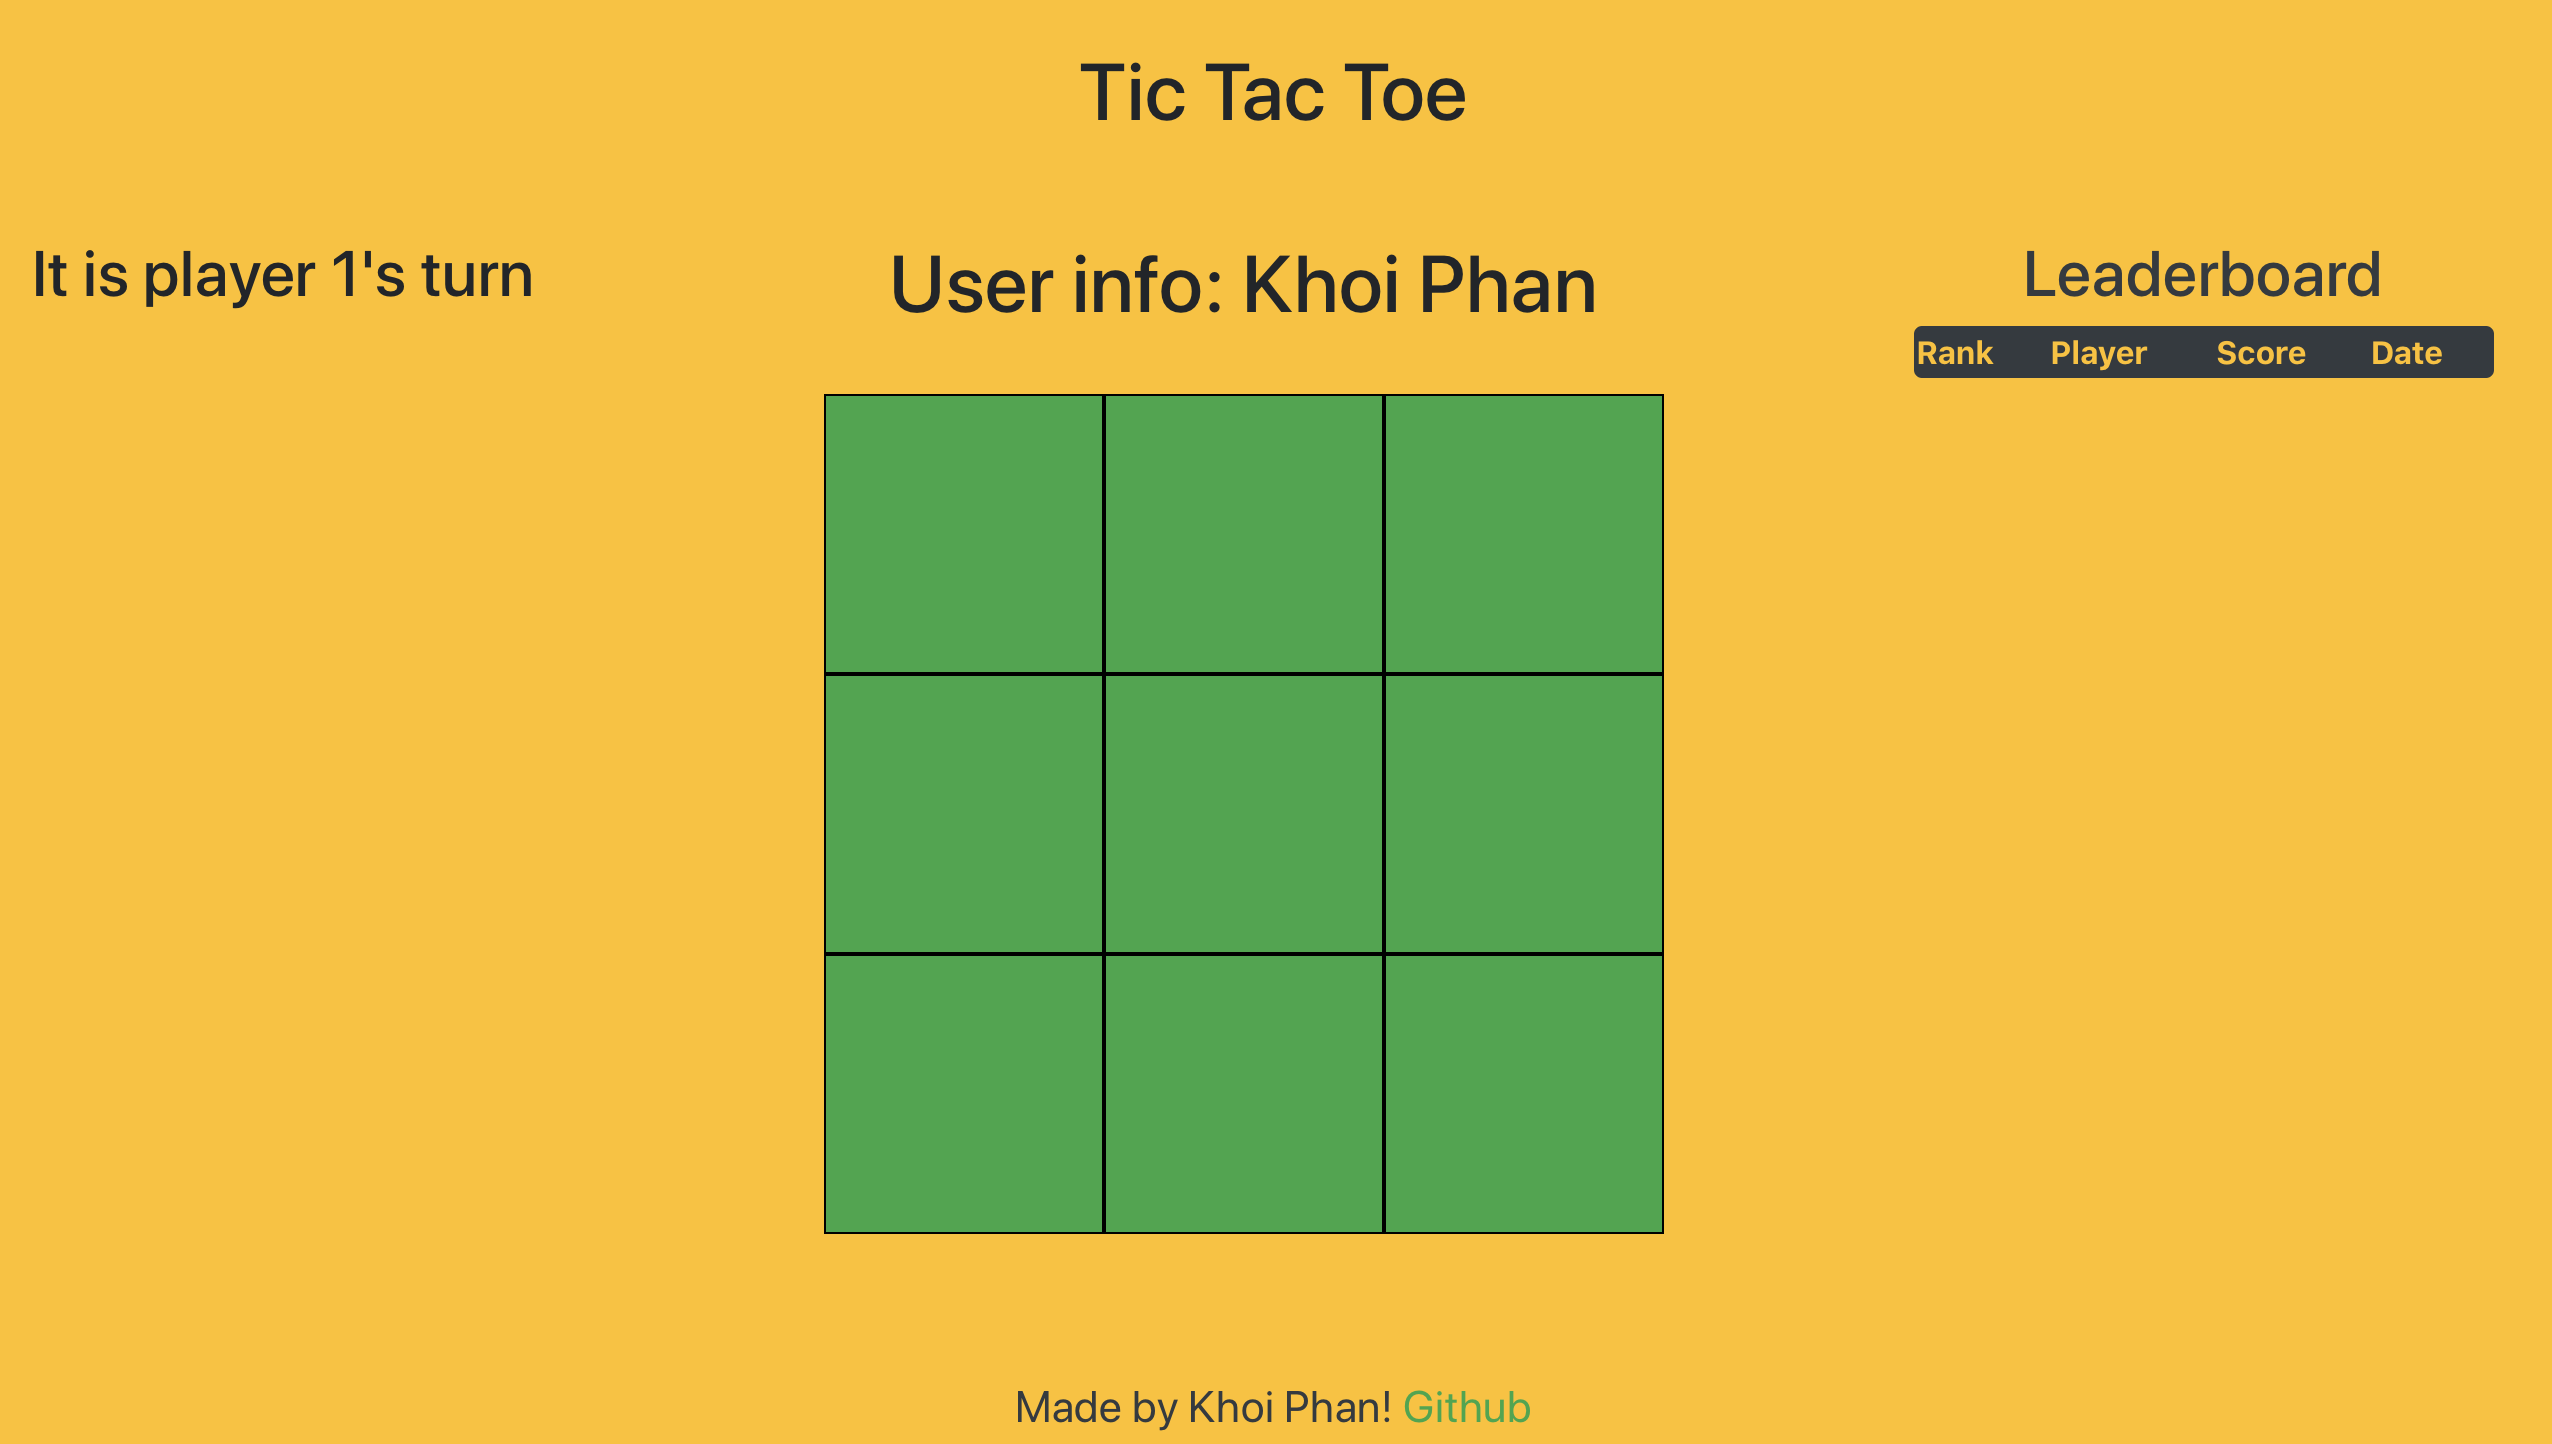 Tic Tac Toe
It is player 1's turn
User info: Khoi Phan
Leaderboard
Rank Player Score Date
Made by Khoi Phan! Github